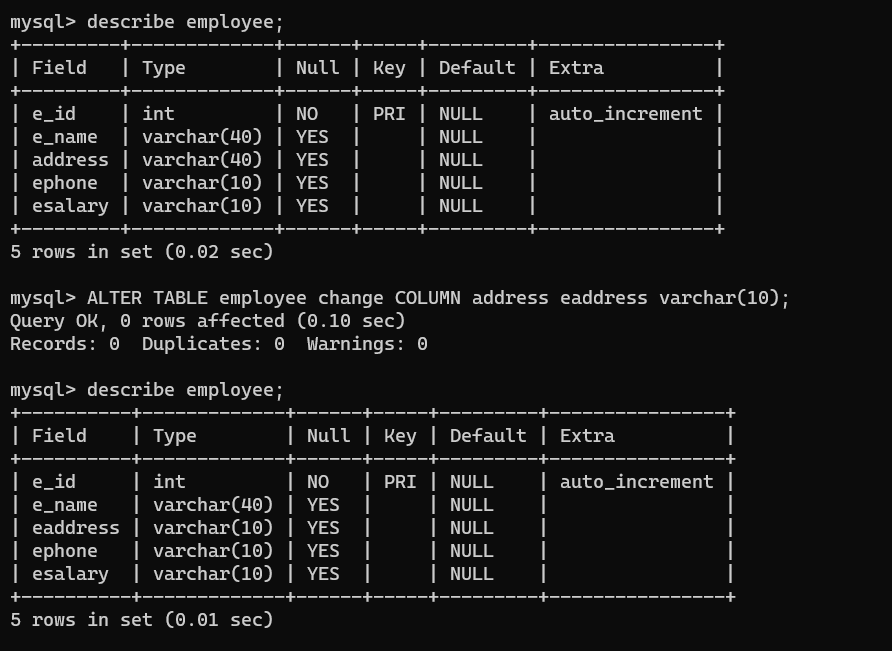 mysql> describe employee;
+---------+-------------+------+-----+---------+----------------+
| Field   | Type        | Null | Key | Default | Extra          |
+---------+-------------+------+-----+---------+----------------+
| e_id    | int         | NO   | PRI | NULL    | auto_increment |
| e_name  | varchar(40) | YES  |     | NULL    |                |
| address | varchar(40) | YES  |     | NULL    |                |
| ephone  | varchar(10) | YES  |     | NULL    |                |
| esalary | varchar(10) | YES  |     | NULL    |                |
+---------+-------------+------+-----+---------+----------------+
5 rows in set (0.02 sec)
mysql> ALTER TABLE employee change COLUMN address eaddress varchar(10);
Query OK, 0 rows affected (0.10 sec)
Records: 0  Duplicates: 0  Warnings: 0
mysql> describe employee;
+----------+-------------+------+-----+---------+----------------+
| Field    | Type        | Null | Key | Default | Extra          |
+----------+-------------+------+-----+---------+----------------+
| e_id     | int         | NO   | PRI | NULL    | auto_increment |
| e_name   | varchar(40) | YES  |     | NULL    |                |
| eaddress | varchar(10) | YES  |     | NULL    |                |
| ephone   | varchar(10) | YES  |     | NULL    |                |
| esalary  | varchar(10) | YES  |     | NULL    |                |
+----------+-------------+------+-----+---------+----------------+
5 rows in set (0.01 sec)